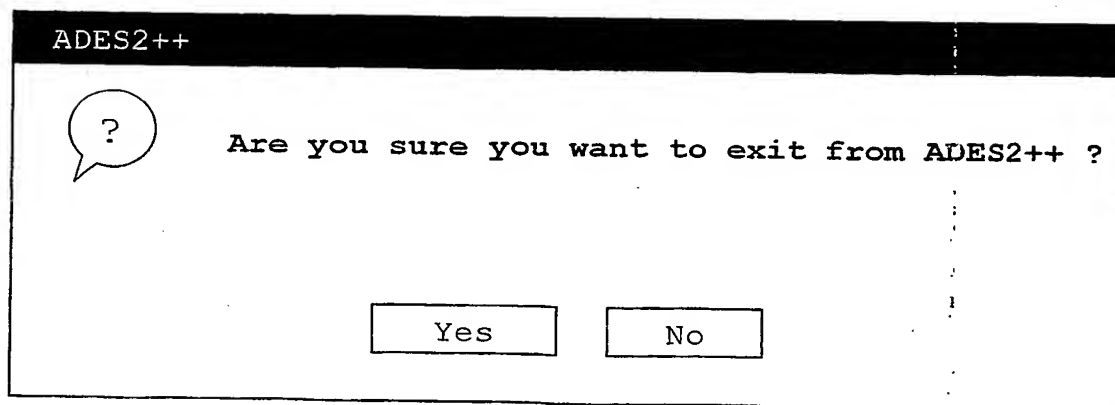 ADES2++
?
Are you sure you want to exit from ADES2++ ?
Yes
No